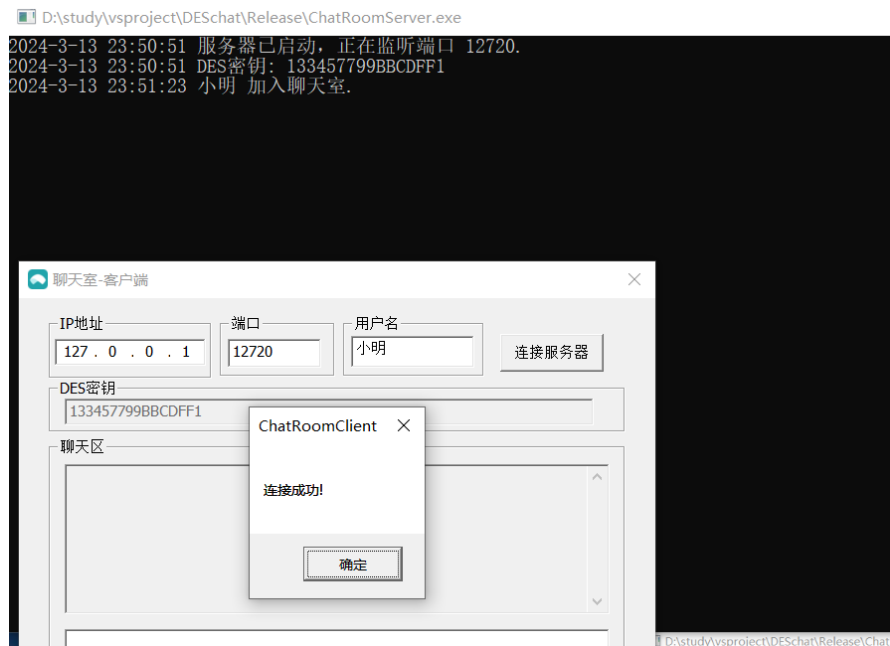 D:\study\vsproject\DESchat\Release\ChatRoomServer.exe
2024-3-13 23:50:51 服务器已启动，正在监听端口 12720.
2024-3-13 23:50:51 DES密钥: 133457799BBCDFF1
2024-3-13 23:51:23 小明 加入聊天室.
聊天室-客户端
IP地址 端口 用户名
127 . 0 . 0 . 1 12720 小明 连接服务器
DES密钥
133457799BBCDFF1
ChatRoomClient
聊天区
连接成功!
确定
D:\study\vsproject\DESchat\Release\Chat